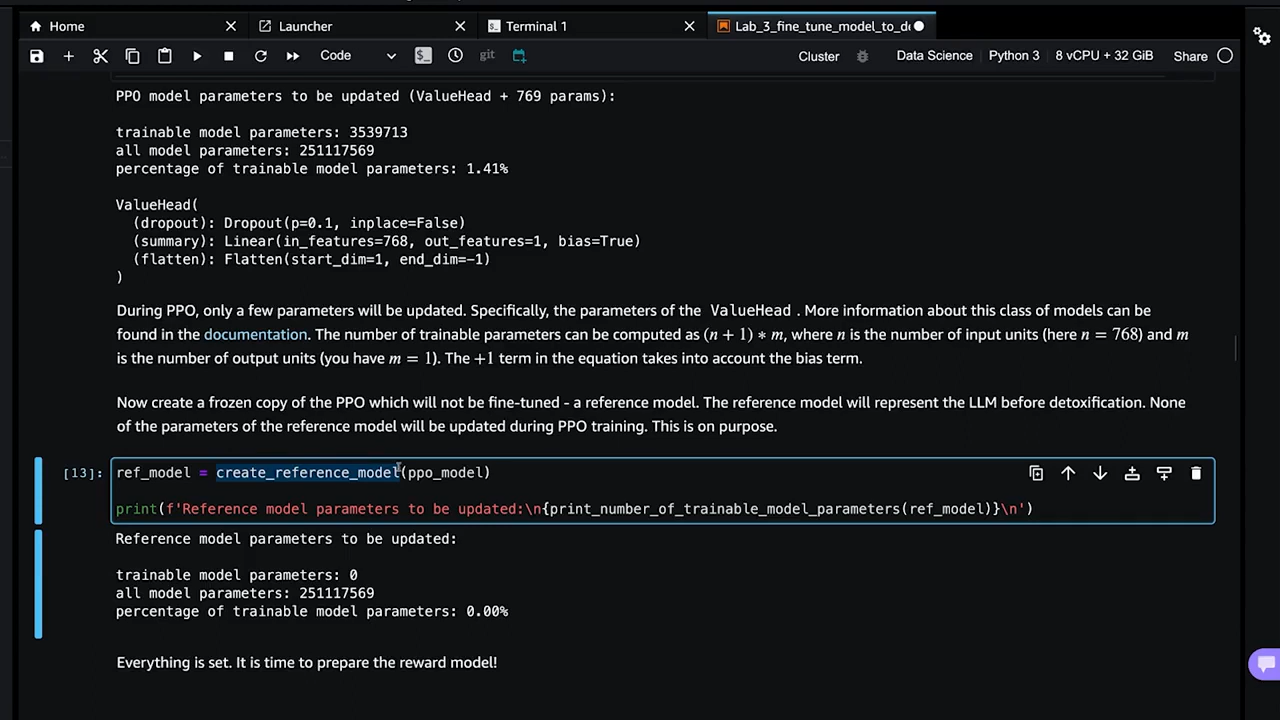 Home
Launcher
Terminal 1
Lab_3_fine_tune_model_to_d
Code
git
Cluster
Data Science
Python 3
8 vCPU + 32 GiB
Share
PPO model parameters to be updated (ValueHead + 769 params):
trainable model parameters: 3539713
all model parameters: 251117569
percentage of trainable model parameters: 1.41%
ValueHead(
(dropout): Dropout(p=0.1, inplace=False)
(summary): Linear(in_features=768, out_features=1, bias=True)
(flatten): Flatten(start_dim=1, end_dim=-1)
)
During PPO, only a few parameters will be updated. Specifically, the parameters of the ValueHead . More information about this class of models can be
found in the documentation. The number of trainable parameters can be computed as (n + 1) ∗ m, where n is the number of input units (here n = 768) and m
is the number of output units (you have m = 1). The +1 term in the equation takes into account the bias term.
Now create a frozen copy of the PPO which will not be fine-tuned - a reference model. The reference model will represent the LLM before detoxification. None
of the parameters of the reference model will be updated during PPO training. This is on purpose.
[13]: ref_model = create_reference_model(ppo_model)
print(f'Reference model parameters to be updated:\n{print_number_of_trainable_model_parameters(ref_model)}\n')
Reference model parameters to be updated:
trainable model parameters: 0
all model parameters: 251117569
percentage of trainable model parameters: 0.00%
Everything is set. It is time to prepare the reward model!